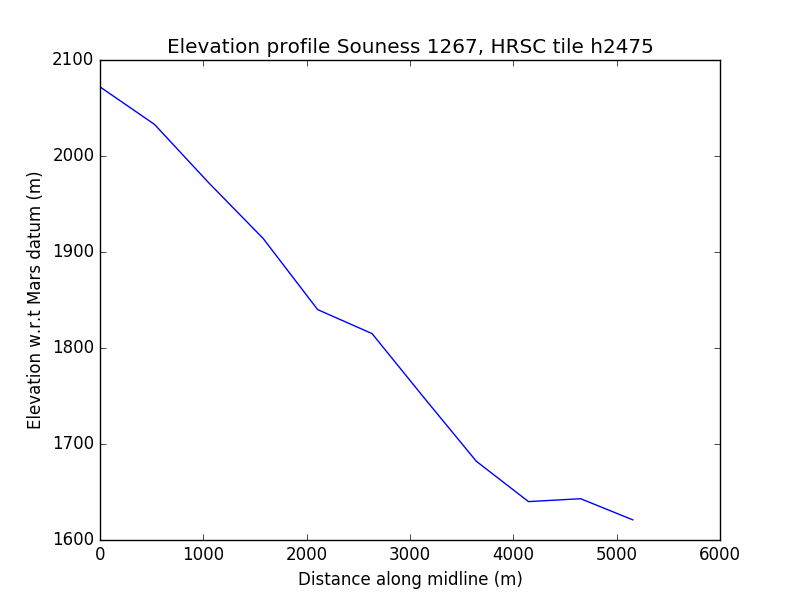 Elevation profile Souness 1267, HRSC tile h2475
2100
2000
1900
1800
1700
1600
Elevation w.r.t Mars datum (m)
0 1000 2000 3000 4000 5000 6000
Distance along midline (m)